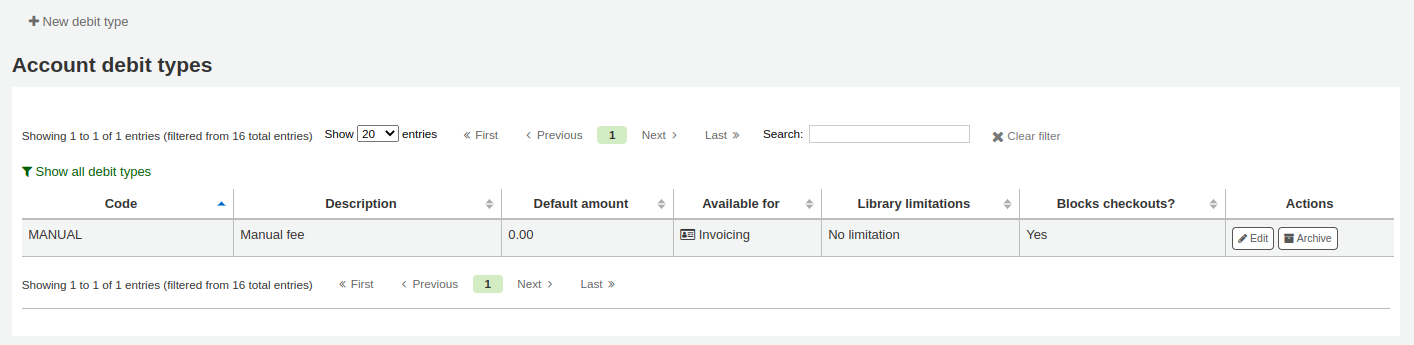 New debit type
Account debit types
Showing 1 to 1 of 1 entries (filtered from 16 total entries) Show 20 entries « First ‹ Previous 1 Next › Last » Search: Clear filter
Show all debit types
Code Description Default amount Available for Library limitations Blocks checkouts? Actions
MANUAL Manual fee 0.00 Invoicing No limitation Yes Edit Archive
Showing 1 to 1 of 1 entries (filtered from 16 total entries) « First ‹ Previous 1 Next › Last »